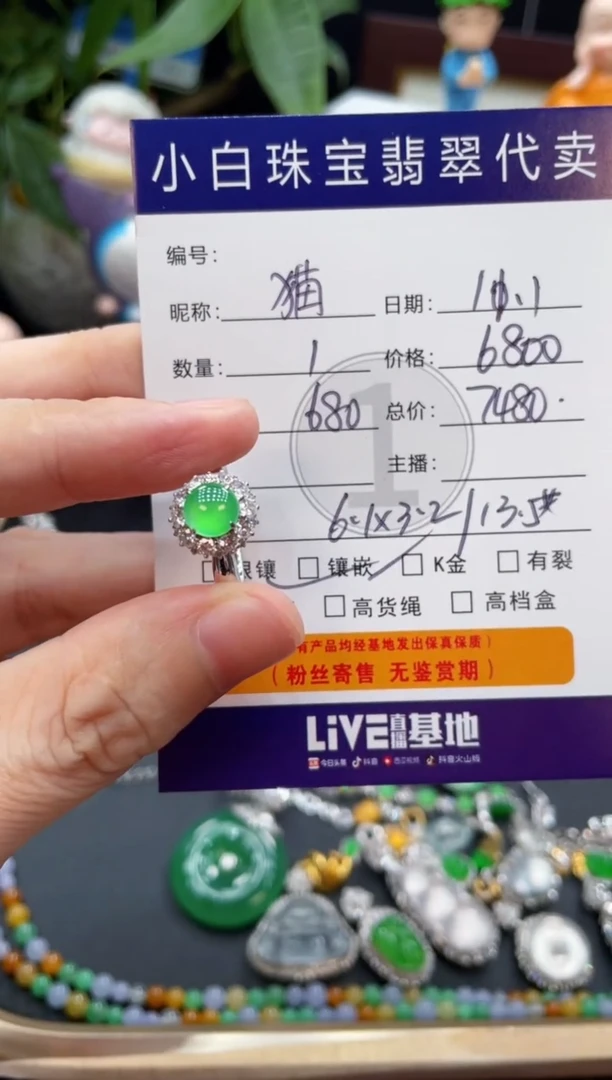 小白珠宝翡翠代卖
编号:
昵称: 猫 日期: 10.1
数量: 1 价格: 6800
680 总价: 7480.
主播:
6.1x3.2/13.5#
银镶 镶嵌 K金 有裂
高货绳 高档盒
有产品均经基地发出保真保质)
(粉丝寄售 无鉴赏期)
LiVE直播基地
今日头条 抖音 西瓜视频 抖音火山版